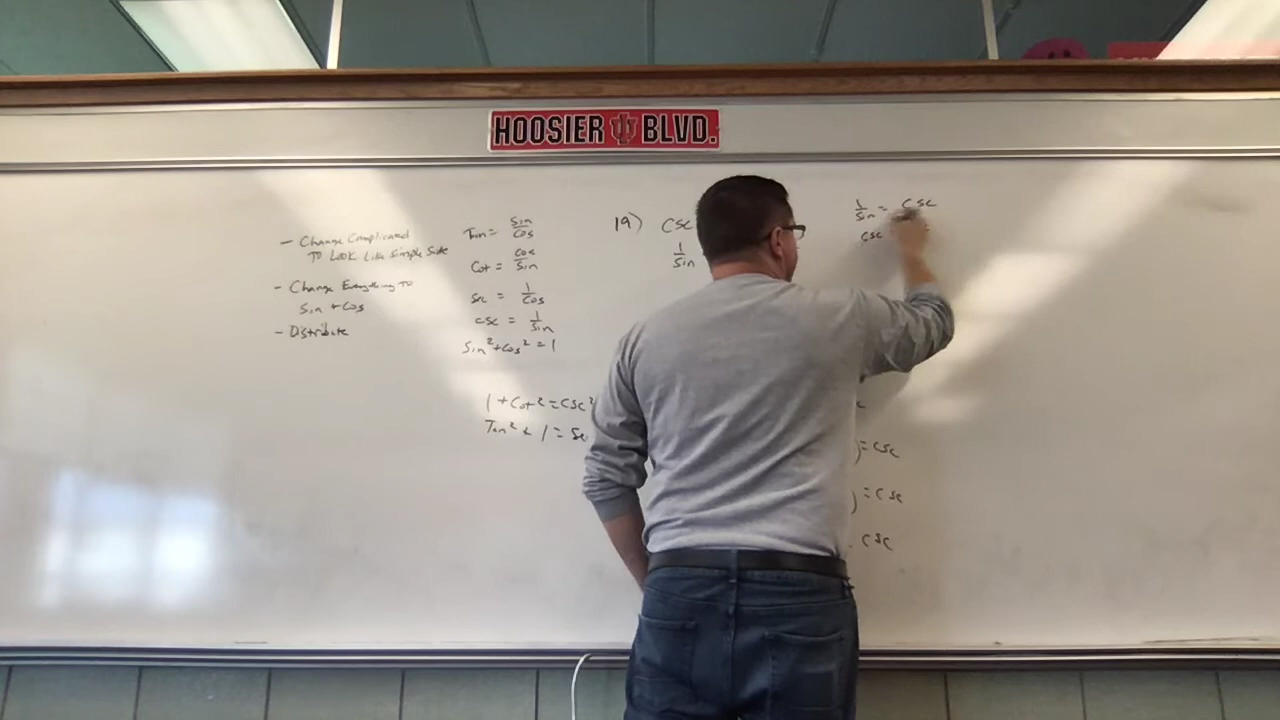 HOOSIER BLVD.
- Change Complicated
To Look Like Simple Side
- Change Everything To
Sin + Cos
- Distribute
Tan = Sin/Cos
Cot = Cos/Sin
Sec = 1/Cos
csc = 1/Sin
Sin² + Cos² = 1
1 + Cot² = Csc²
Tan² + 1 = Se
19) Csc
1/Sin
1/Sin = Csc
csc
) = csc
) = csc
. csc